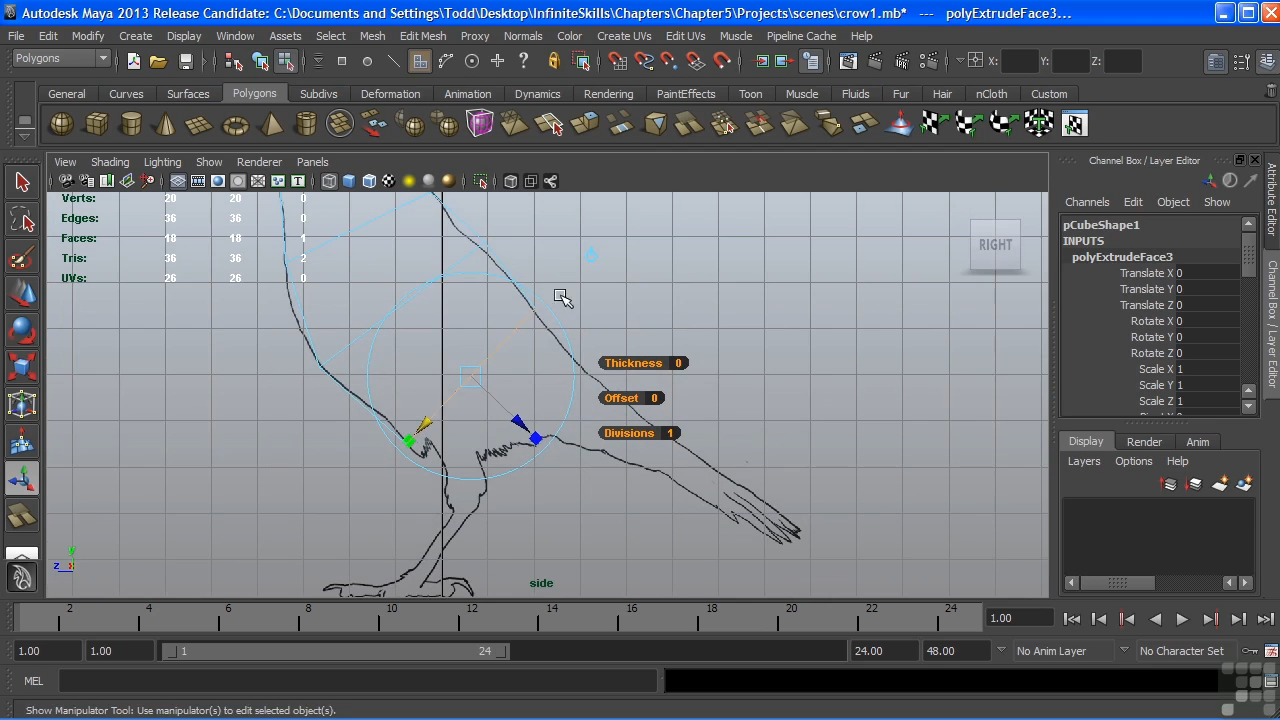 Autodesk Maya 2013 Release Candidate: C:\Documents and Settings\Todd\Desktop\InfiniteSkills\Chapters\Chapter5\Projects\scenes\crow1.mb* --- polyExtrudeFace3...
File Edit Modify Create Display Window Assets Select Mesh Edit Mesh Proxy Normals Color Create UVs Edit UVs Muscle Pipeline Cache Help
Polygons X: Y: Z:
General Curves Surfaces Polygons Subdivs Deformation Animation Dynamics Rendering PaintEffects Toon Muscle Fluids Fur Hair nCloth Custom
View Shading Lighting Show Renderer Panels
Channel Box / Layer Editor
Verts: 20 20 0
Edges: 36 36 0
Faces: 18 18 1
Tris: 36 36 2
UVs: 26 26 0
RIGHT
Thickness 0
Offset 0
Divisions 1
y
z x
side
Channels Edit Object Show
pCubeShape1
INPUTS
polyExtrudeFace3
Translate X 0
Translate Y 0
Translate Z 0
Rotate X 0
Rotate Y 0
Rotate Z 0
Scale X 1
Scale Y 1
Scale Z 1
Display Render Anim
Layers Options Help
Attribute Editor
Channel Box / Layer Editor
2 4 6 8 10 12 14 16 18 20 22 24
1.00
1.00 1.00 1 24 24.00 48.00 No Anim Layer No Character Set
MEL
Show Manipulator Tool: Use manipulator(s) to edit selected object(s).